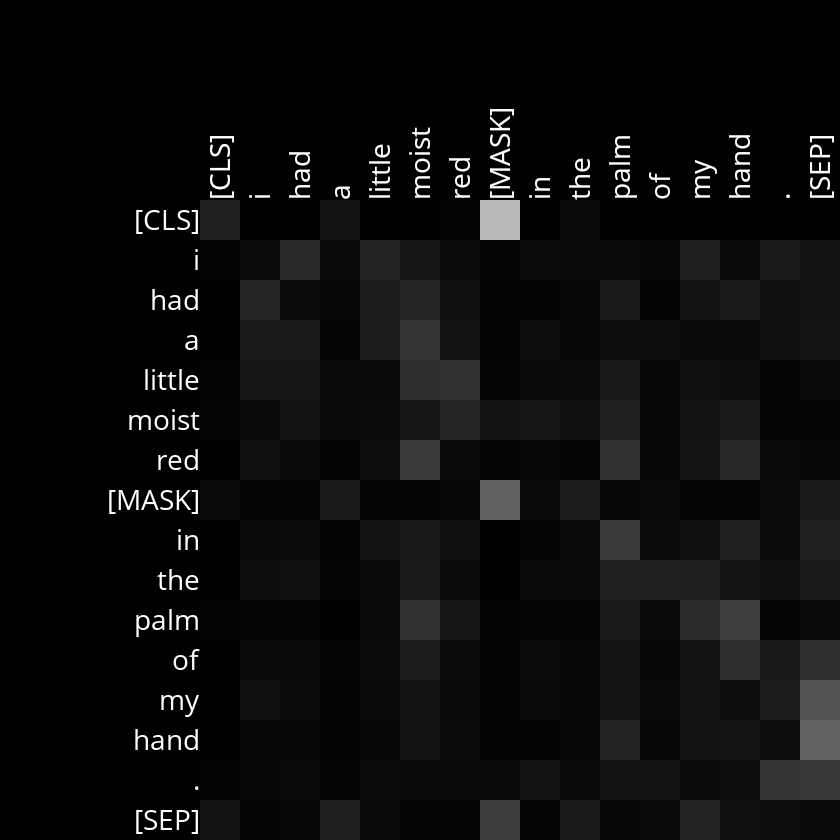 [CLS] i had a little moist red [MASK] in the palm of my hand . [SEP]
[CLS]
i
had
a
little
moist
red
[MASK]
in
the
palm
of
my
hand
.
[SEP]